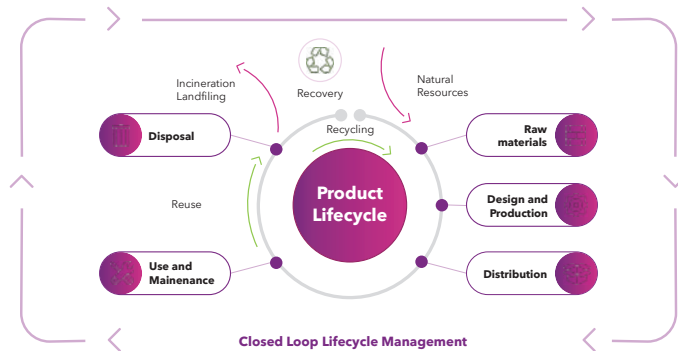 Incineration
Landfiling
Recovery
Natural
Resources
Disposal
Recycling
Raw
materials
Product
Lifecycle
Reuse
Design and
Production
Use and
Mainenance
Distribution
Closed Loop Lifecycle Management